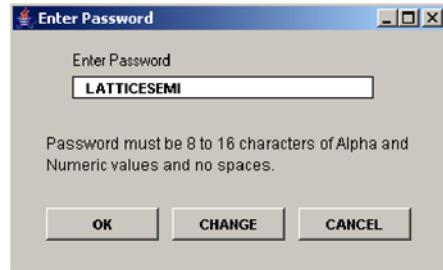 Enter Password
Enter Password
LATTICESEMI
Password must be 8 to 16 characters of Alpha and
Numeric values and no spaces.
OK CHANGE CANCEL